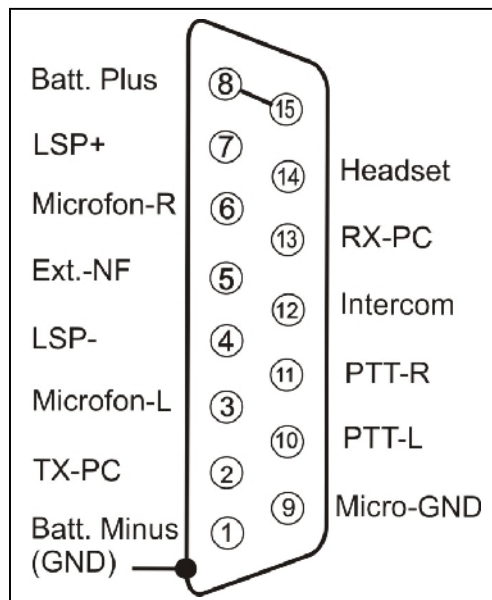 Batt. Plus
8
15
LSP+
7
14
Headset
Microfon-R
6
13
RX-PC
Ext.-NF
5
12
Intercom
LSP-
4
11
PTT-R
Microfon-L
3
10
PTT-L
TX-PC
2
9
Micro-GND
Batt. Minus
(GND)
1